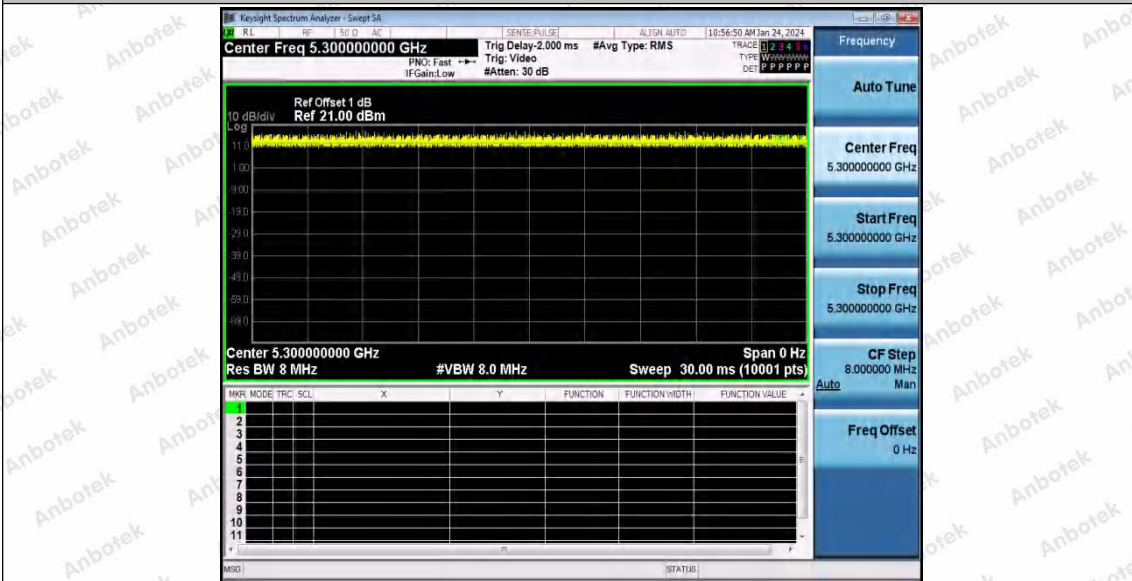 Keysight Spectrum Analyzer - Swept SA
RL RF 50 Ω AC SENSE:PULSE ALIGN AUTO 10:56:50 AM Jan 24, 2024
Center Freq 5.300000000 GHz
Trig Delay-2.000 ms #Avg Type: RMS
TRACE 1 2 3 4 5 6
PNO: Fast
Trig: Video
TYPE
IFGain:Low
#Atten: 30 dB
DET P P P P P P
Frequency
Auto Tune
Center Freq
5.300000000 GHz
Start Freq
5.300000000 GHz
Stop Freq
5.300000000 GHz
CF Step
8.000000 MHz
Auto Man
Freq Offset
0 Hz
Ref Offset 1 dB
10 dB/div Ref 21.00 dBm
Log
11.0
1.00
-9.00
-19.0
-29.0
-39.0
-49.0
-59.0
-69.0
Center 5.300000000 GHz Span 0 Hz
Res BW 8 MHz #VBW 8.0 MHz Sweep 30.00 ms (10001 pts)
MKR MODE TRC SCL X Y FUNCTION FUNCTION WIDTH FUNCTION VALUE
1
2
3
4
5
6
7
8
9
10
11
MSG STATUS
Anbotek